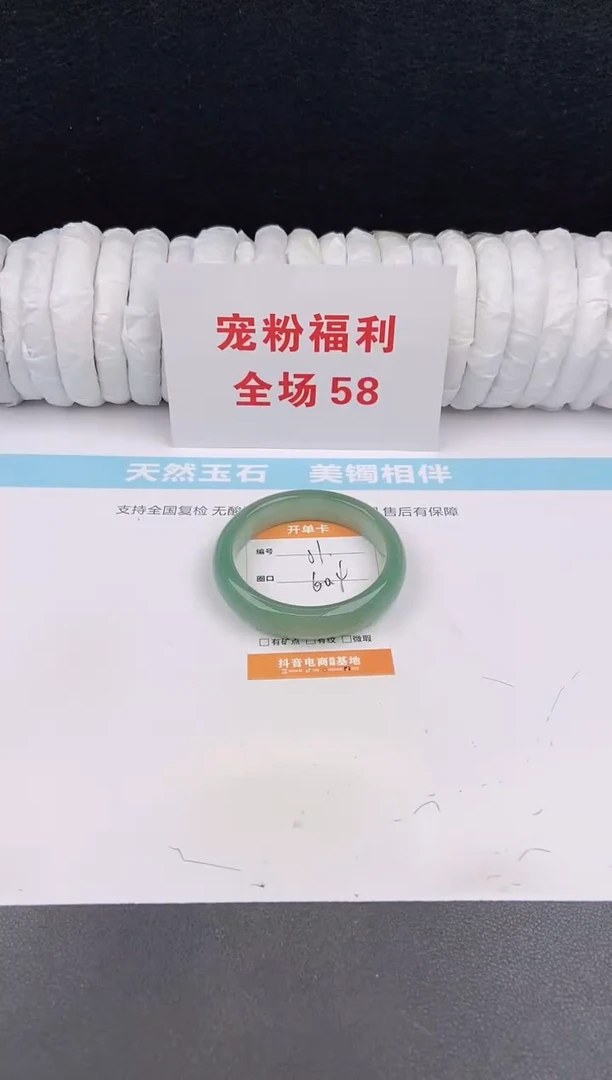 宠粉福利
全场58
天然玉石 美镯相伴
支持全国复检 无酸 售后有保障
开单卡
编号 01.
圈口
□有矿点 □有纹 □微瑕
抖音电商 基地